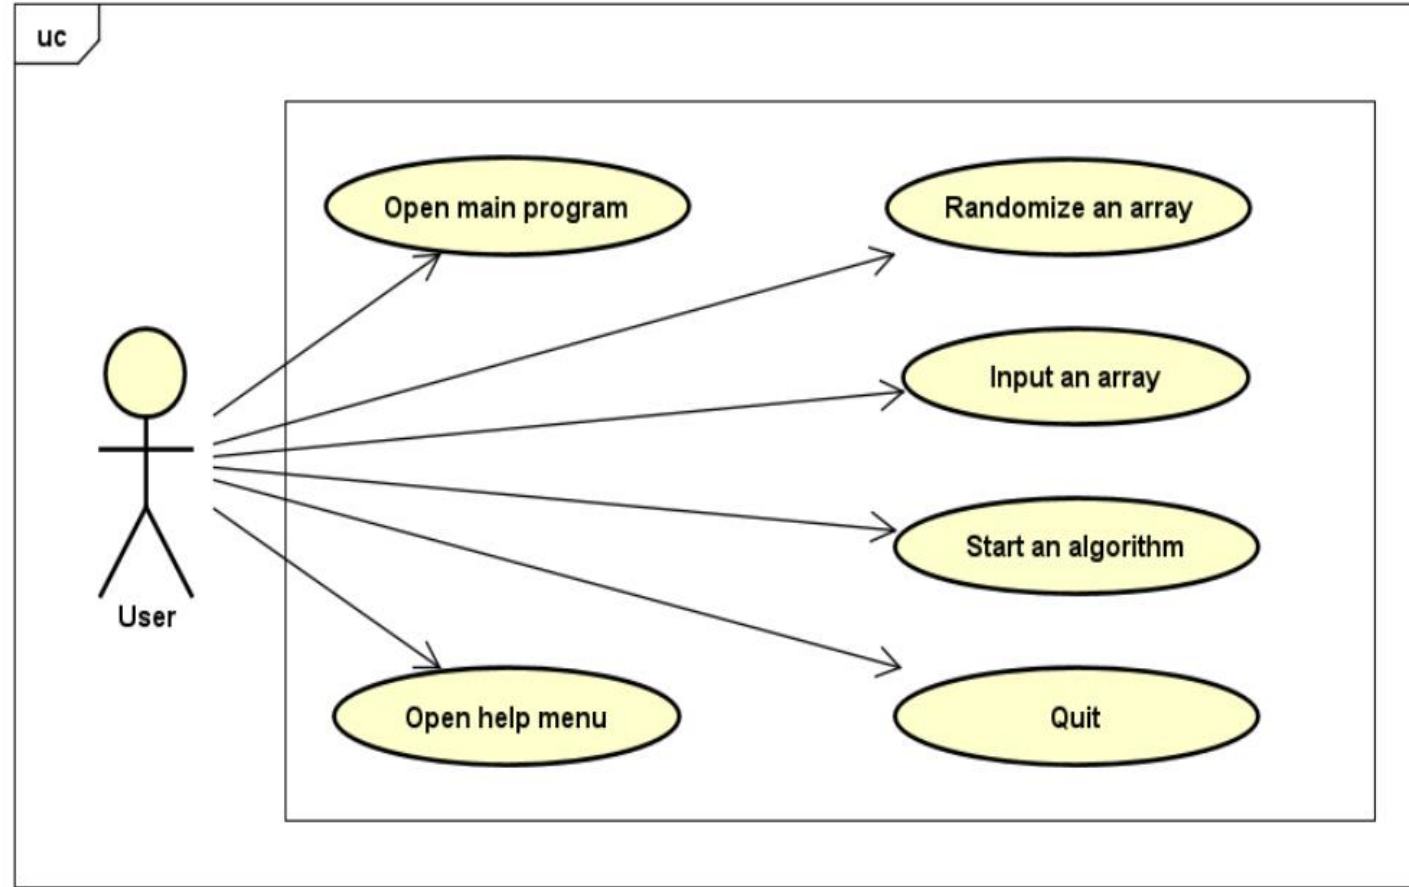 uc
Open main program
Randomize an array
Input an array
Start an algorithm
User
Open help menu
Quit